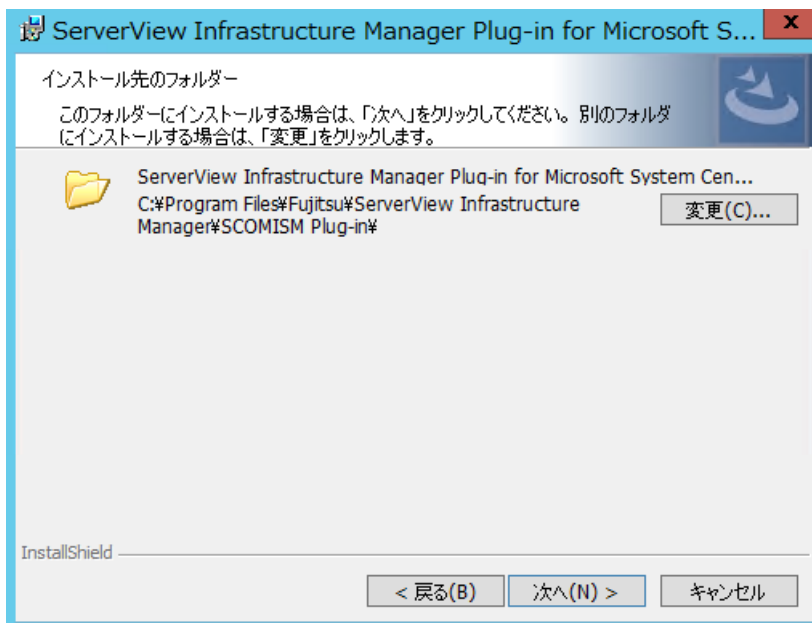 ServerView Infrastructure Manager Plug-in for Microsoft S...
x
インストール先のフォルダー
このフォルダーにインストールする場合は、「次へ」をクリックしてください。別のフォルダ
にインストールする場合は、「変更」をクリックします。
ServerView Infrastructure Manager Plug-in for Microsoft System Cen...
C:¥Program Files¥Fujitsu¥ServerView Infrastructure
Manager¥SCOMISM Plug-in¥
変更(C)...
InstallShield
< 戻る(B)
次へ(N) >
キャンセル